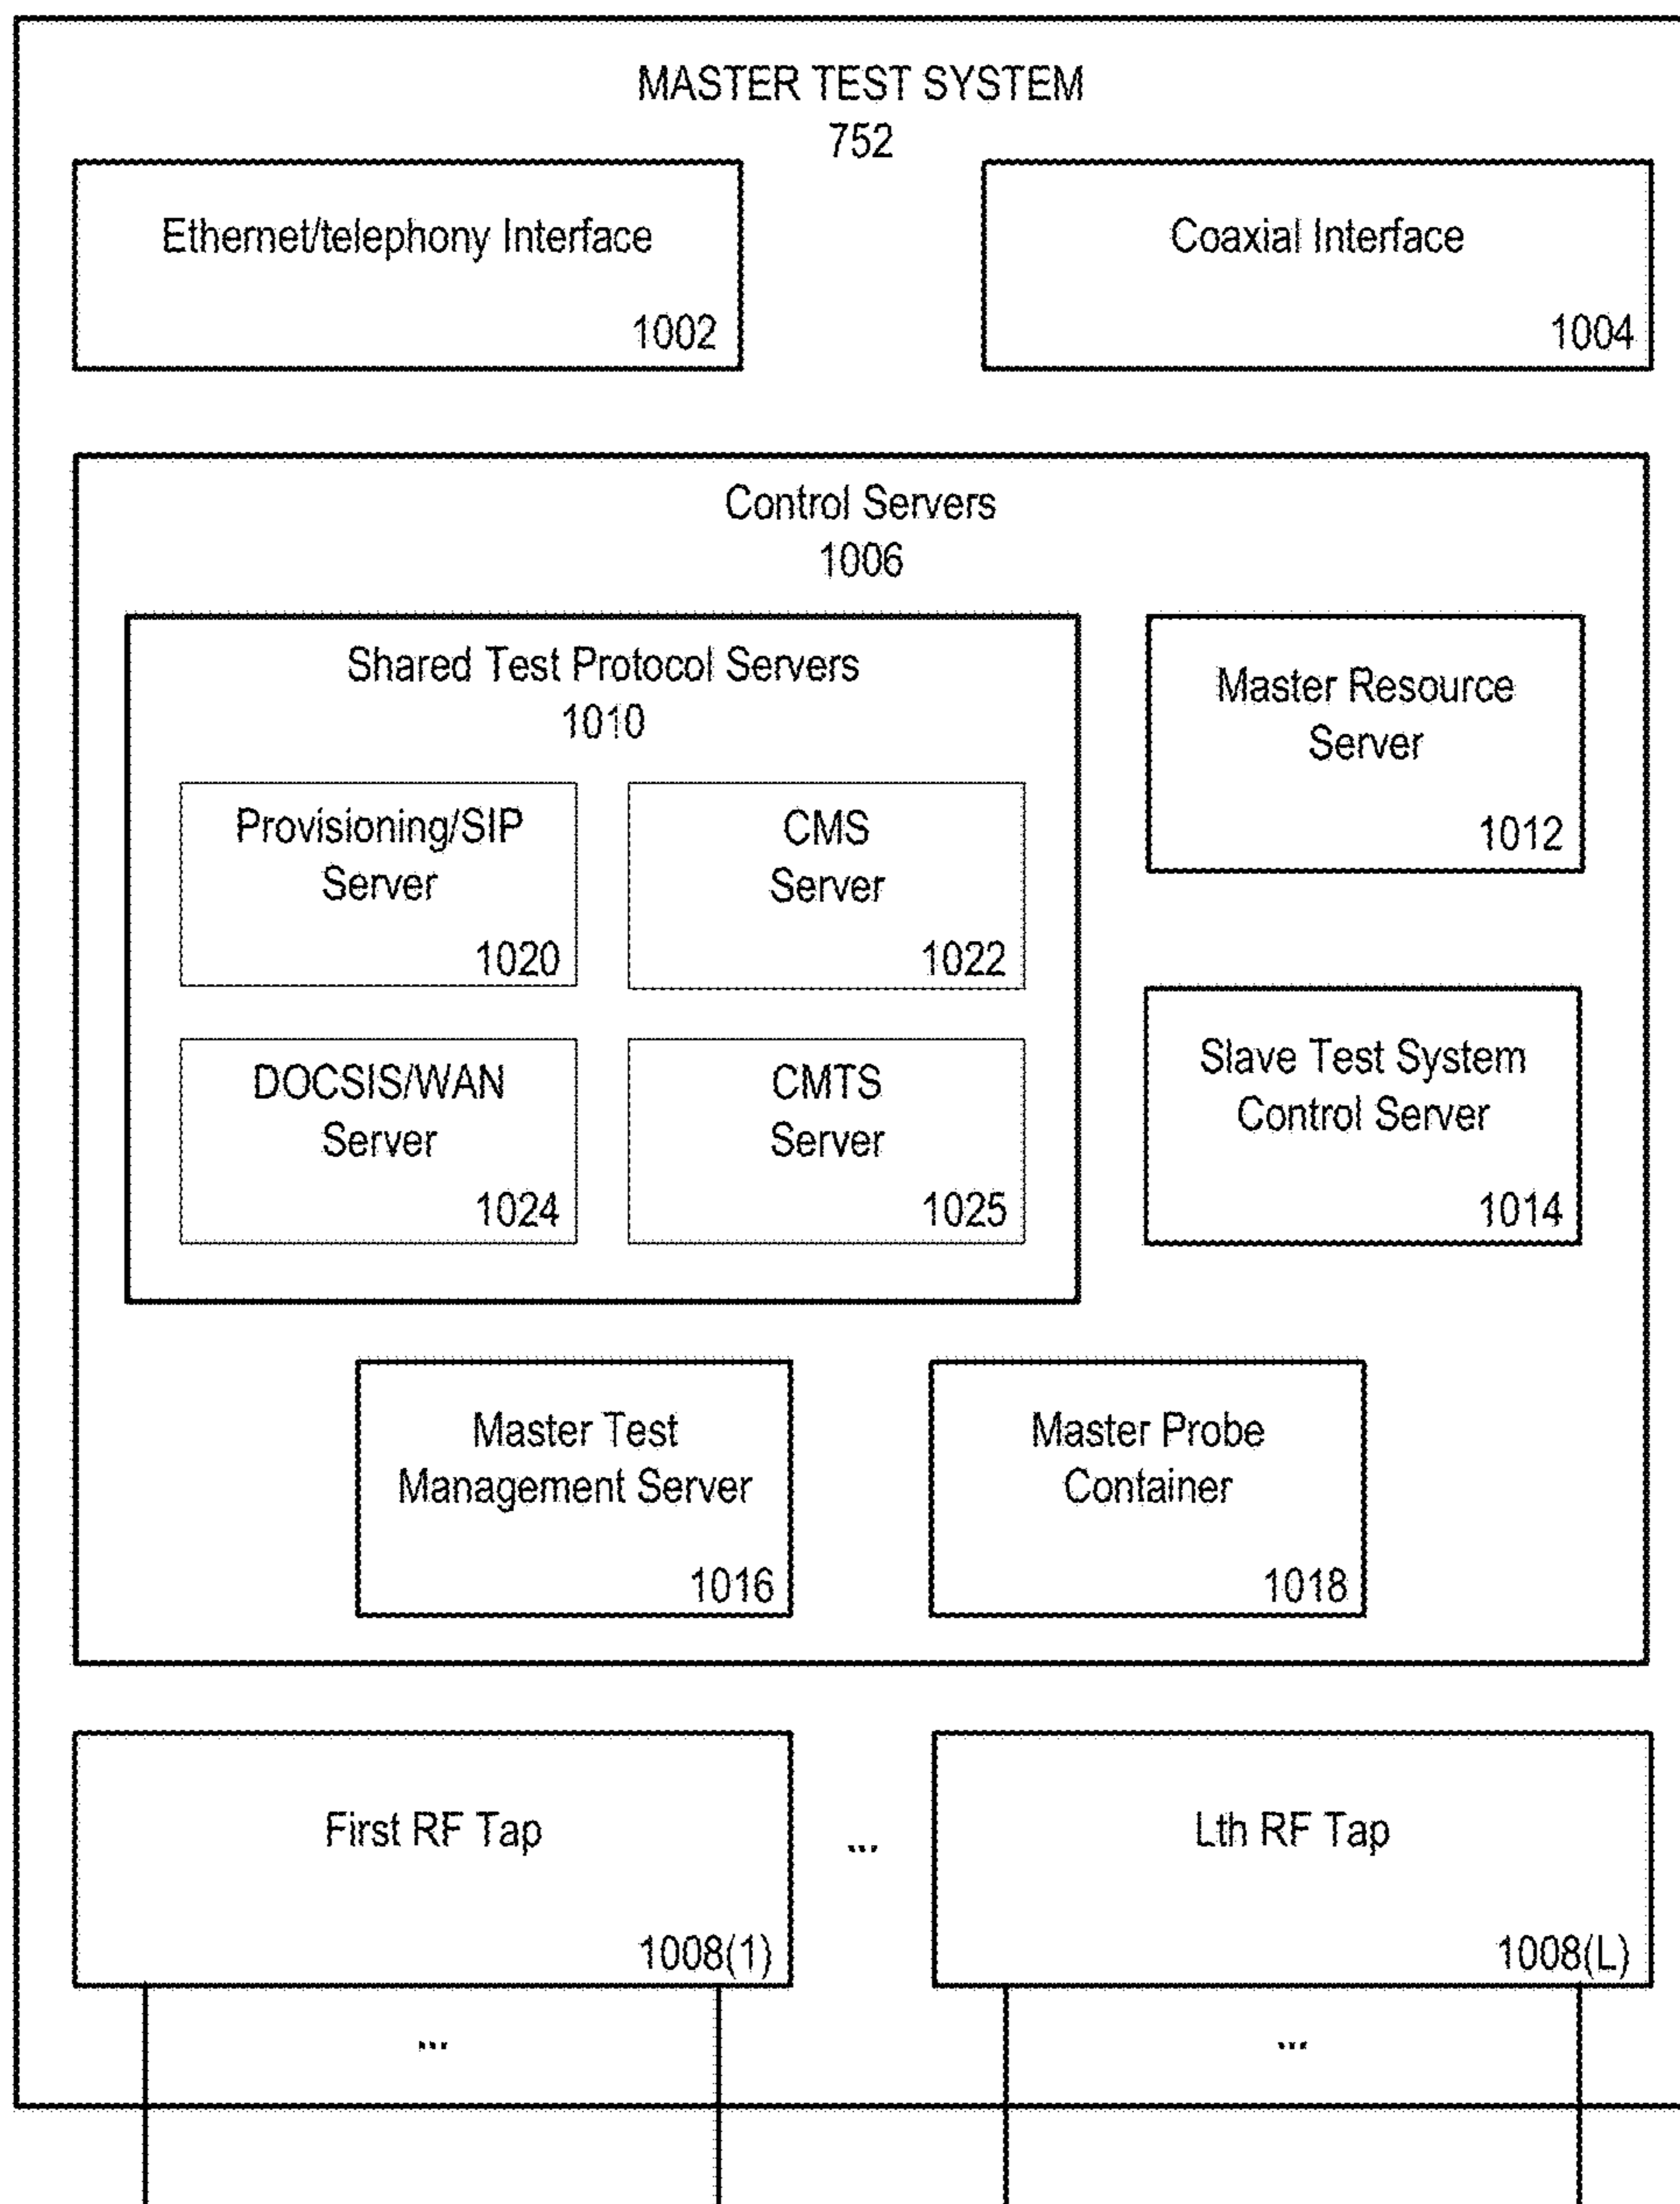 MASTER TEST SYSTEM
752
Ethernet/telephony Interface
1002
Coaxial Interface
1004
Control Servers
1006
Shared Test Protocol Servers
1010
Provisioning/SIP
Server
1020
CMS
Server
1022
DOCSIS/WAN
Server
1024
CMTS
Server
1025
Master Resource
Server
1012
Slave Test System
Control Server
1014
Master Test
Management Server
1016
Master Probe
Container
1018
First RF Tap
1008(1)
...
Lth RF Tap
1008(L)
...
...